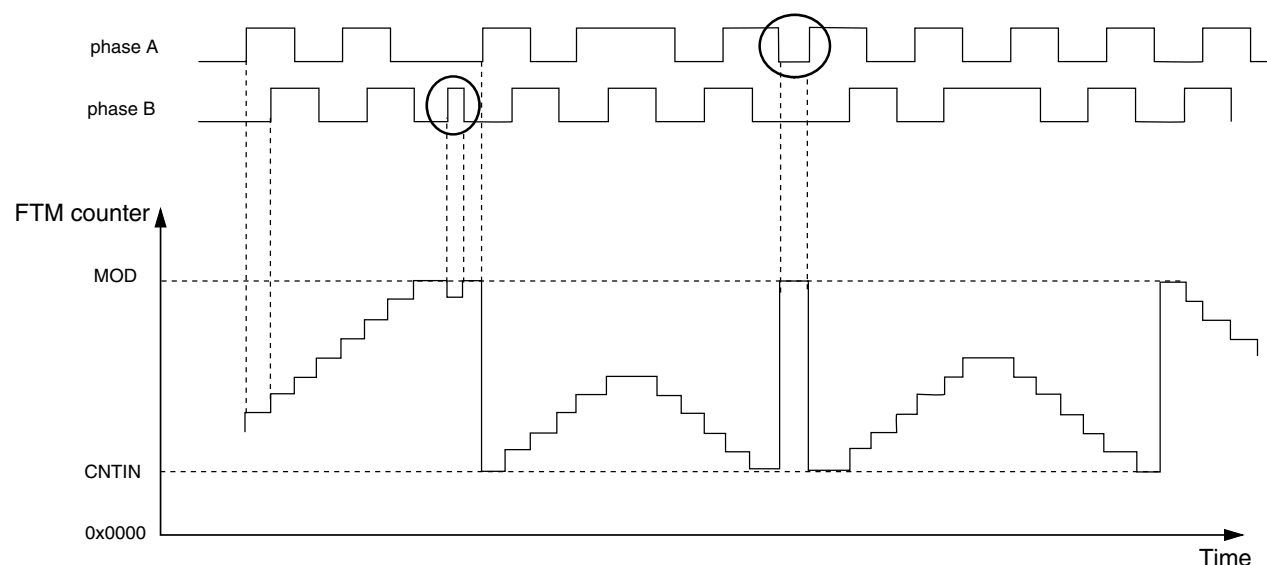 phase A
phase B
FTM counter
MOD
CNTIN
0x0000
Time